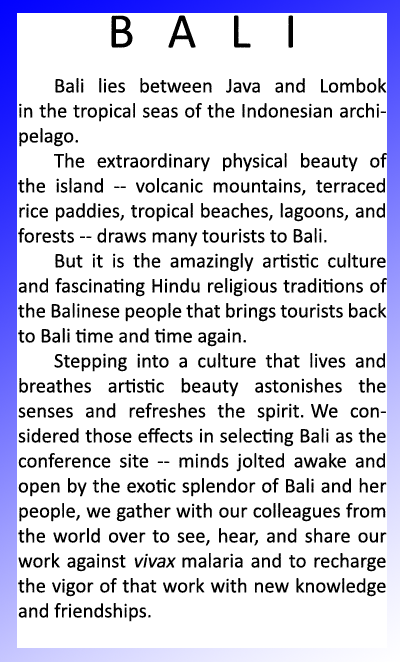 B A L I
Bali lies between Java and Lombok
in the tropical seas of the Indonesian archi-
pelago.
The extraordinary physical beauty of
the island -- volcanic mountains, terraced
rice paddies, tropical beaches, lagoons, and
forests -- draws many tourists to Bali.
But it is the amazingly artistic culture
and fascinating Hindu religious traditions of
the Balinese people that brings tourists back
to Bali time and time again.
Stepping into a culture that lives and
breathes artistic beauty astonishes the
senses and refreshes the spirit. We con-
sidered those effects in selecting Bali as the
conference site -- minds jolted awake and
open by the exotic splendor of Bali and her
people, we gather with our colleagues from
the world over to see, hear, and share our
work against vivax malaria and to recharge
the vigor of that work with new knowledge
and friendships.